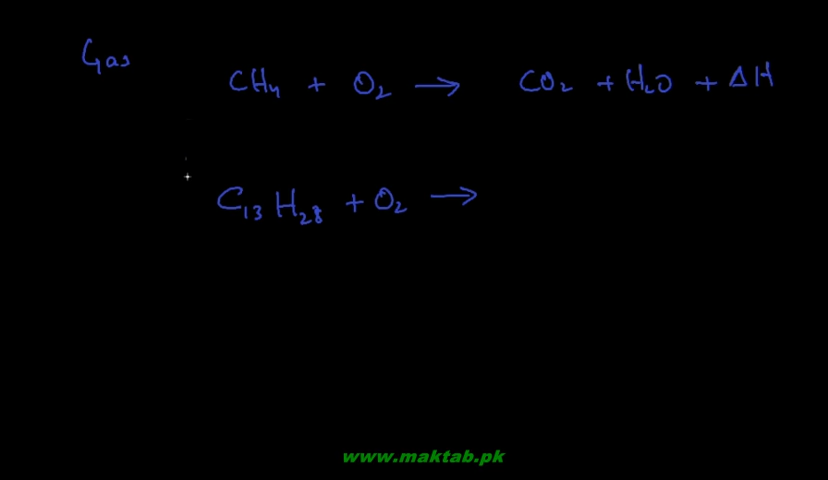 Gas
CH₄ + O₂ → CO₂ + H₂O + ΔH
C₁₃H₂₈ + O₂ →
www.maktab.pk